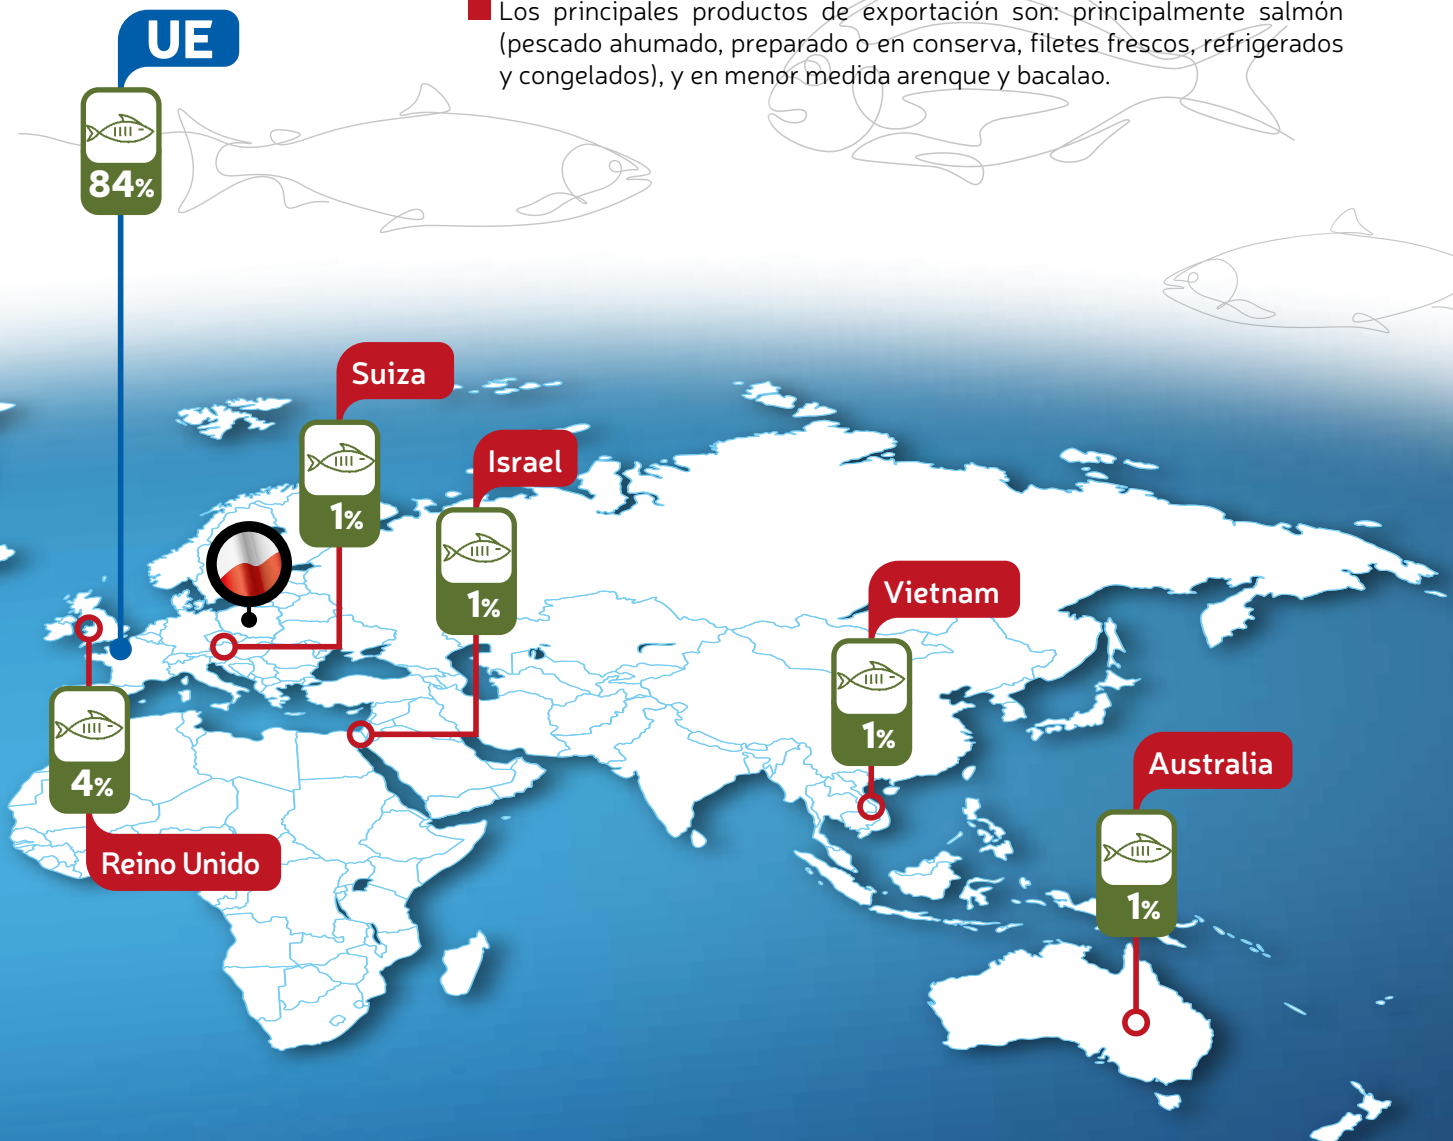 Los principales productos de exportación son: principalmente salmón
(pescado ahumado, preparado o en conserva, filetes frescos, refrigerados
y congelados), y en menor medida arenque y bacalao.
UE
84%
Suiza
1%
Israel
1%
Vietnam
1%
Australia
1%
4%
Reino Unido